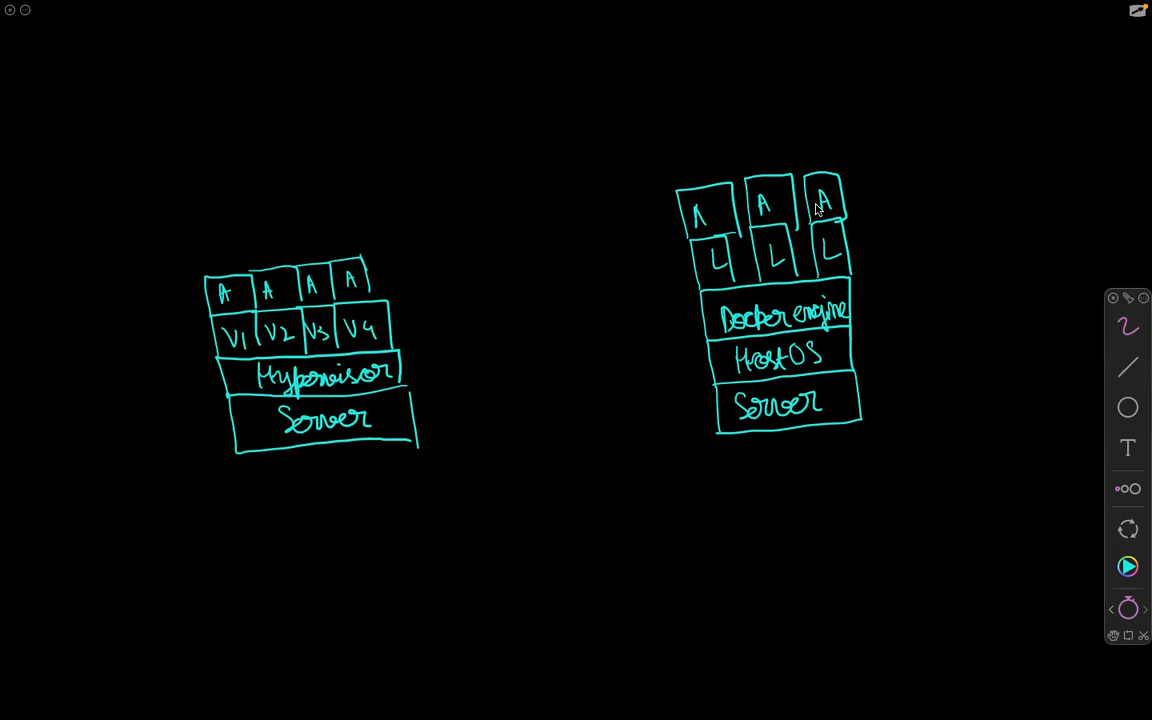 A A A A
V1 V2 V3 V4
Hypervisor
Server
A A A
L L L
Docker engine
Host OS
Server
T